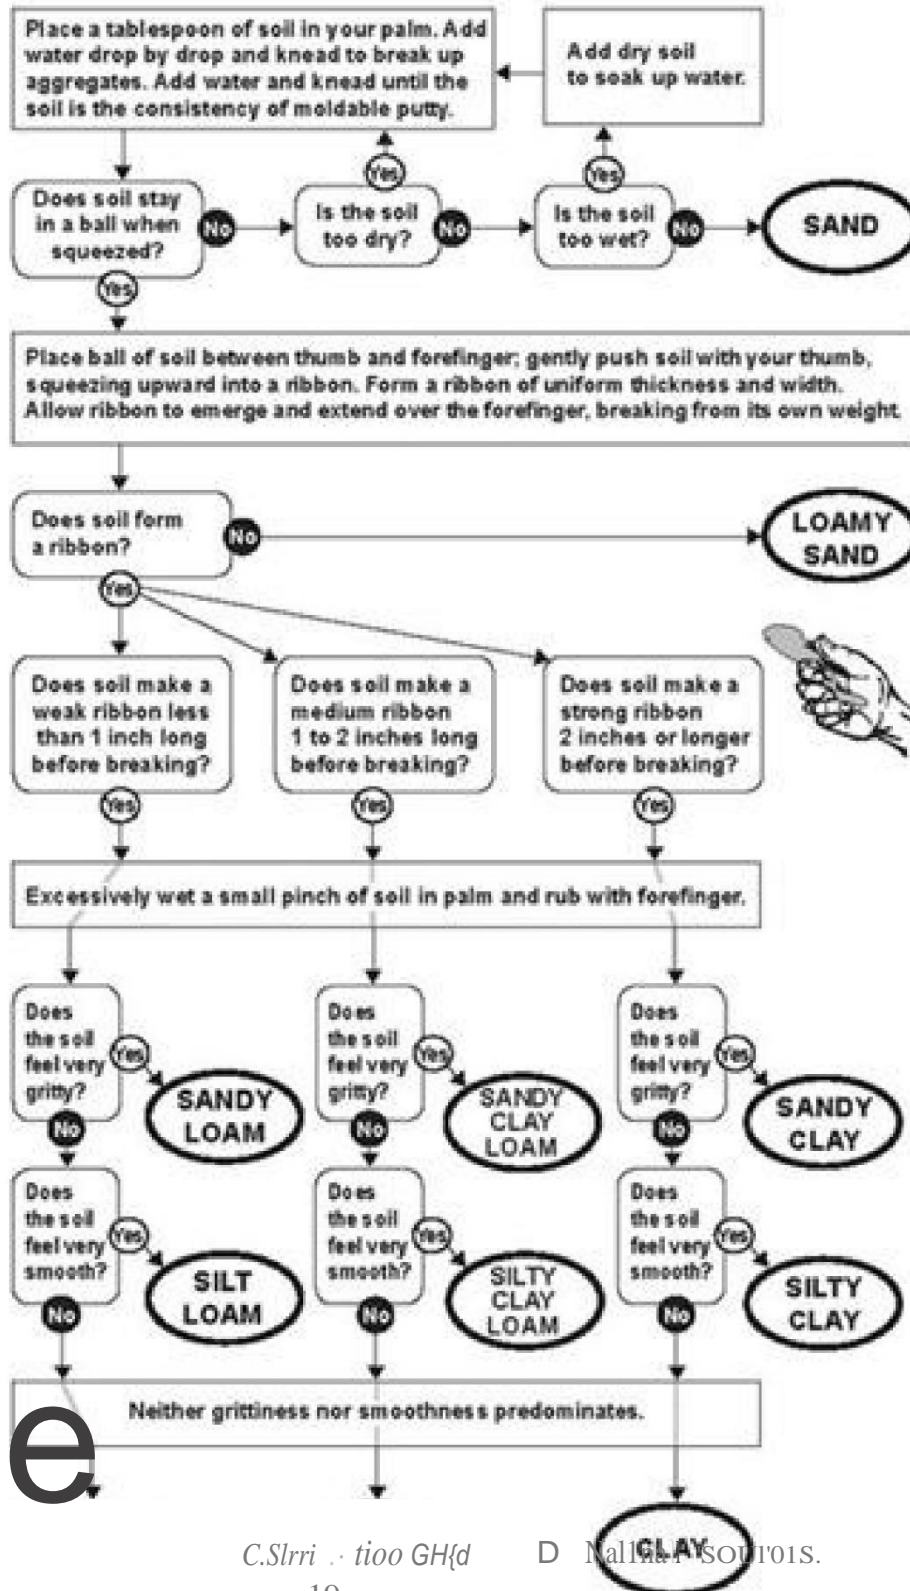 Place a tablespoon of soil in your palm. Add
water drop by drop and knead to break up
aggregates. Add water and knead until the
soil is the consistency of moldable putty.
Add dry soil
to soak up water.
Yes
Yes
Does soil stay
in a ball when
squeezed?
No
Is the soil
too dry?
No
Is the soil
too wet?
No
SAND
Yes
Place ball of soil between thumb and forefinger; gently push soil with your thumb,
squeezing upward into a ribbon. Form a ribbon of uniform thickness and width.
Allow ribbon to emerge and extend over the forefinger, breaking from its own weight.
Does soil form
a ribbon?
No
LOAMY
SAND
Yes
Does soil make a
weak ribbon less
than 1 inch long
before breaking?
Does soil make a
medium ribbon
1 to 2 inches long
before breaking?
Does soil make a
strong ribbon
2 inches or longer
before breaking?
Yes
Yes
Yes
Excessively wet a small pinch of soil in palm and rub with forefinger.
Does
the soil
feel very
gritty?
Yes
SANDY
LOAM
No
Does
the soil
feel very
gritty?
Yes
SANDY
CLAY
LOAM
No
Does
the soil
feel very
gritty?
Yes
SANDY
CLAY
No
Does
the soil
feel very
smooth?
Yes
SILT
LOAM
No
Does
the soil
feel very
smooth?
Yes
SILTY
CLAY
LOAM
No
Does
the soil
feel very
smooth?
Yes
SILTY
CLAY
No
Neither grittiness nor smoothness predominates.
e
C.Slrri tioo GH{d D
CLAY